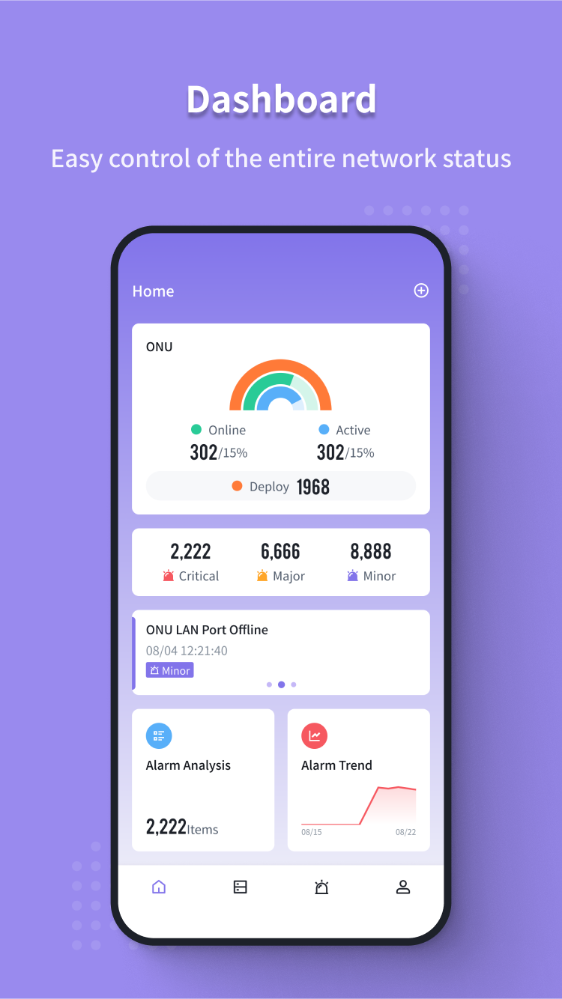 Dashboard
Easy control of the entire network status
Home
ONU
Online
Active
302/15%
302/15%
Deploy 1968
2,222
6,666
8,888
Critical
Major
Minor
ONU LAN Port Offline
08/04 12:21:40
Minor
Alarm Analysis
Alarm Trend
2,222Items
08/15
08/22